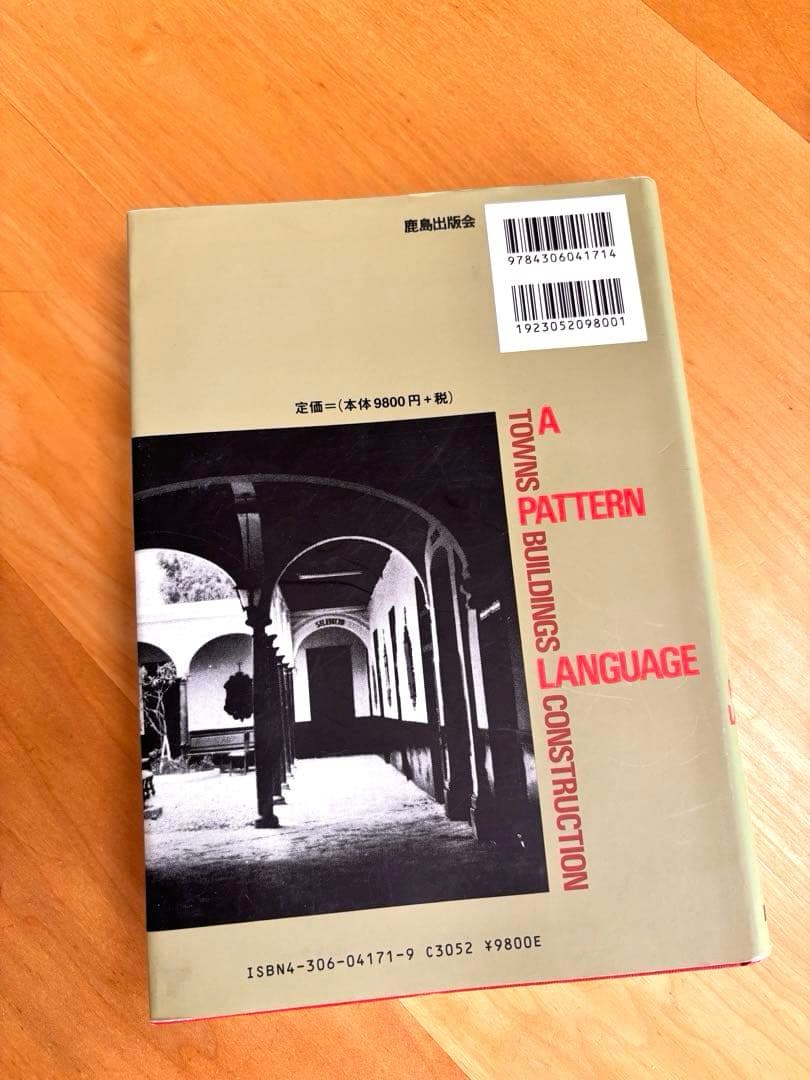 鹿島出版会
9784306041714
1923052098001
定価=(本体9800円+税)
A
PATTERN
LANGUAGE
TOWNS BUILDINGS CONSTRUCTION
SILENCIO
ISBN4-306-04171-9 C3052 ¥9800E